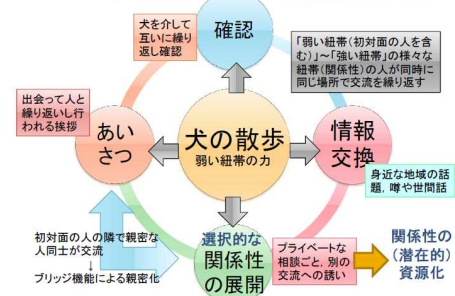 犬を介して
互いに繰り
返し確認
確認
「弱い紐帯(初対面の人を含
む)」~「強い紐帯」の様々な
紐帯(関係性)の人が同時に
同じ場所で交流を繰り返す
出会って人と
繰り返いし行
われる挨拶
あい
さつ
犬の散歩
弱い紐帯の力
情報
交換
身近な地域の話
題，噂や世間話
初対面の人の隣で親密な
人同士が交流
↓
ブリッジ機能による親密化
選択的な
関係性
の展開
プライベートな
相談ごと，別の
交流への誘い
関係性の
(潜在的)
資源化